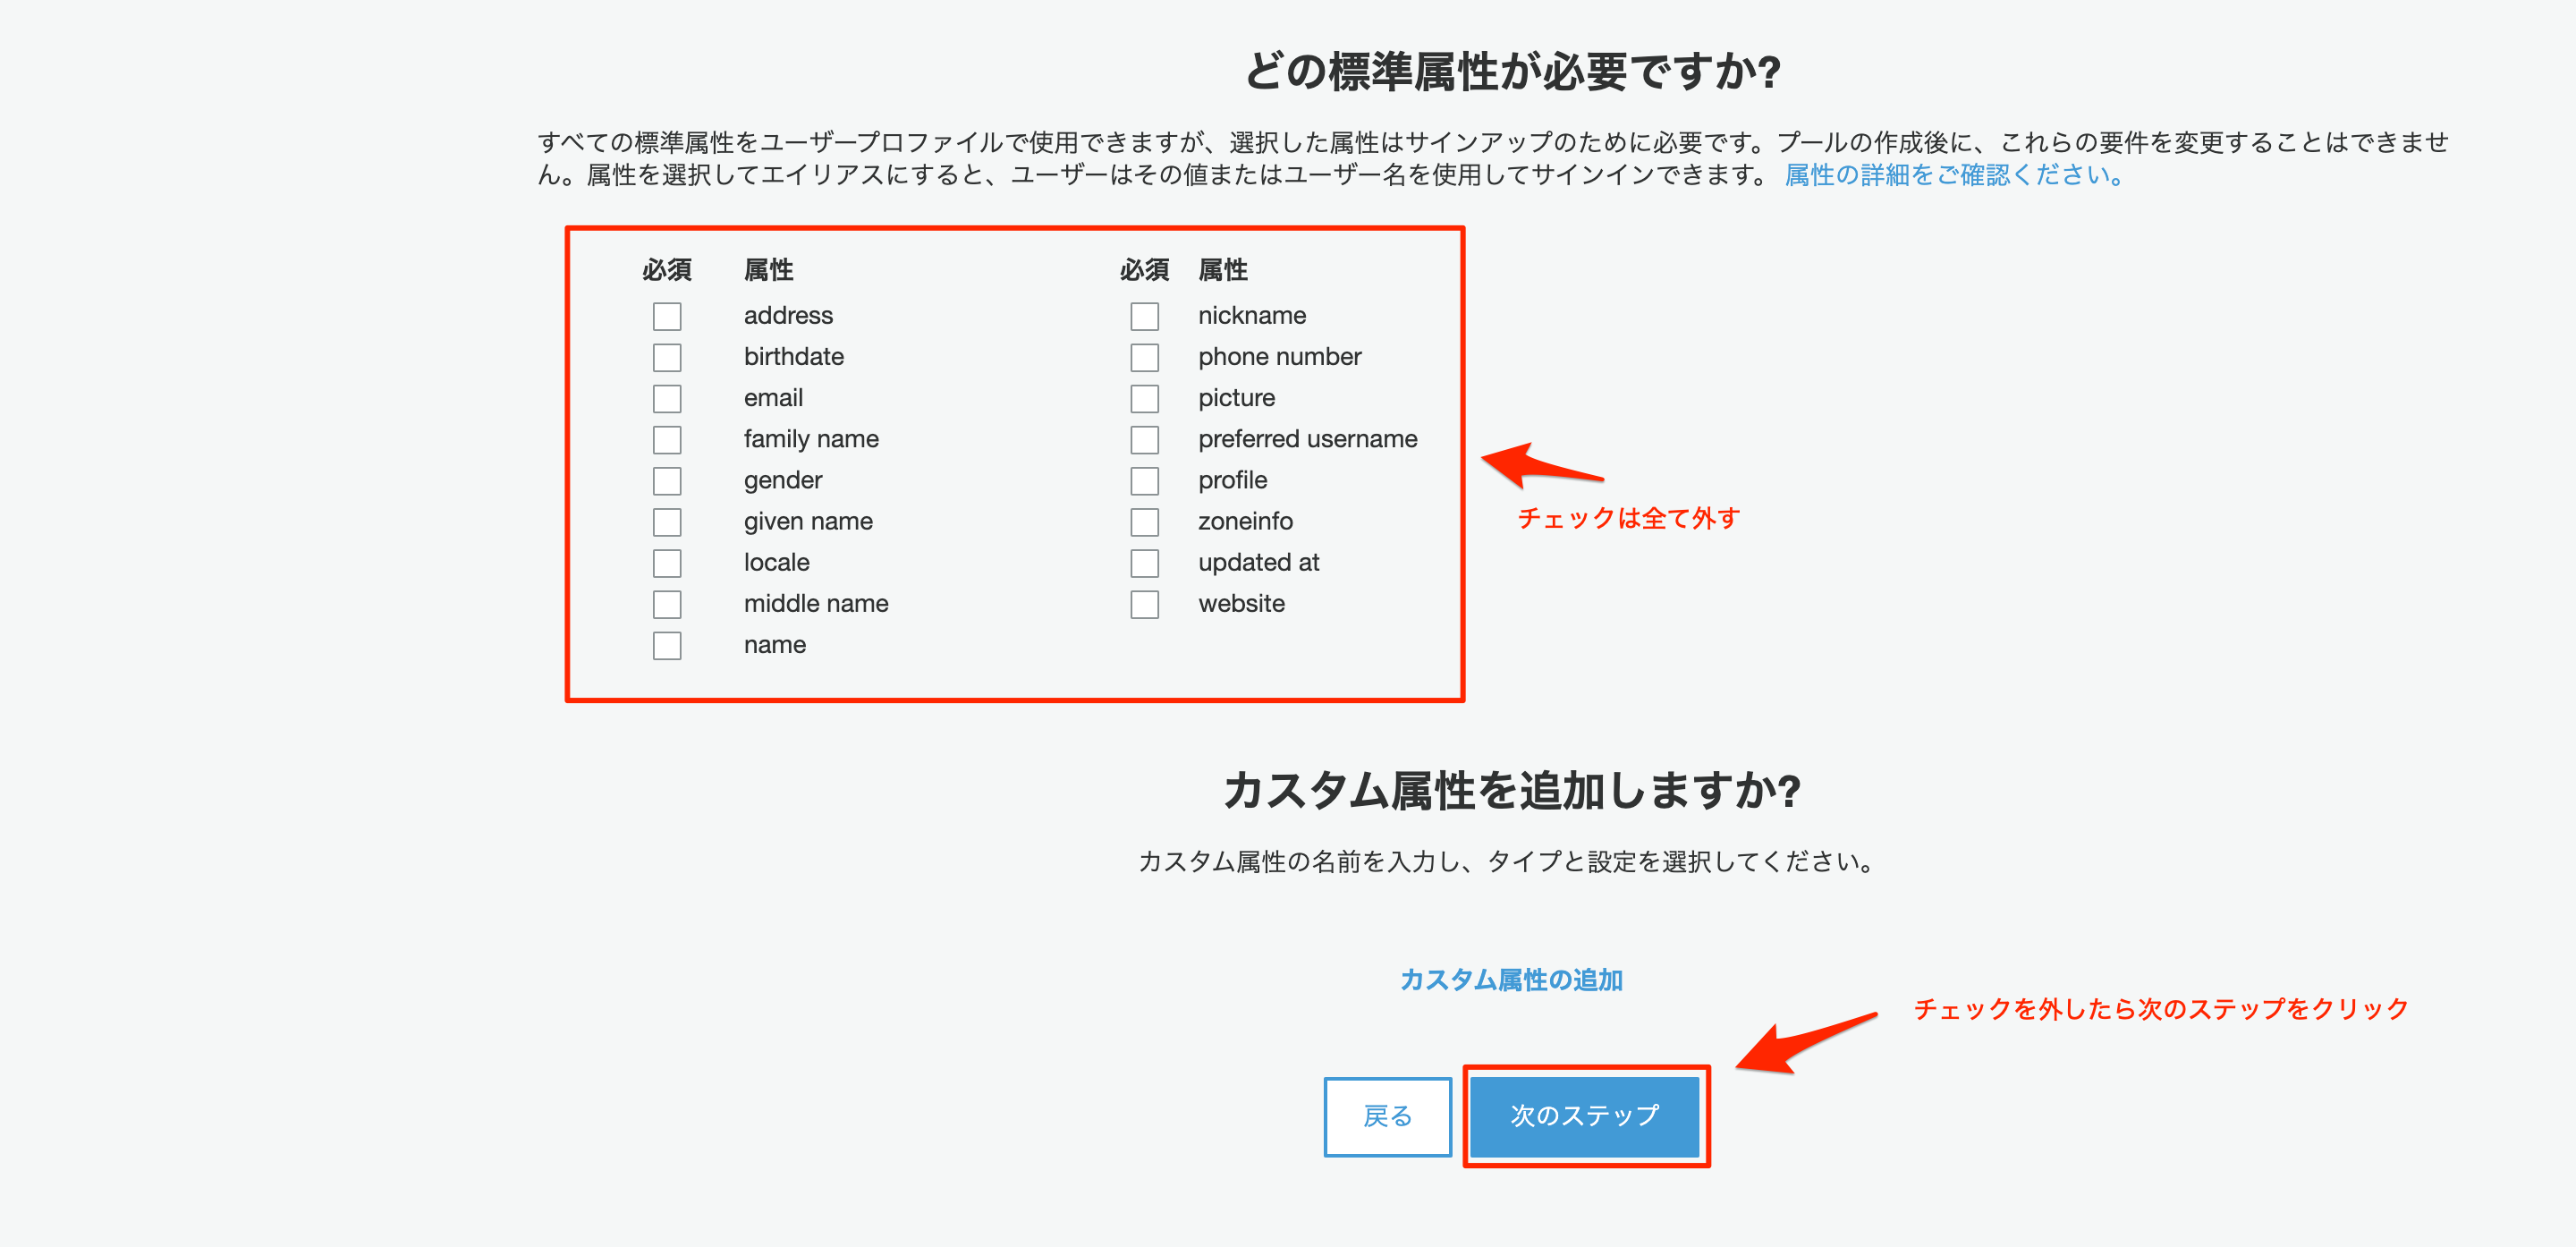 どの標準属性が必要ですか?
すべての標準属性をユーザープロファイルで使用できますが、選択した属性はサインアップのために必要です。プールの作成後に、これらの要件を変更することはできませ
ん。属性を選択してエイリアスにすると、ユーザーはその値またはユーザー名を使用してサインインできます。 属性の詳細をご確認ください。
必須 属性 必須 属性
address nickname
birthdate phone number
email picture
family name preferred username
gender profile
given name zoneinfo
locale updated at
middle name website
name
チェックは全て外す
カスタム属性を追加しますか?
カスタム属性の名前を入力し、タイプと設定を選択してください。
カスタム属性の追加
チェックを外したら次のステップをクリック
戻る 次のステップ